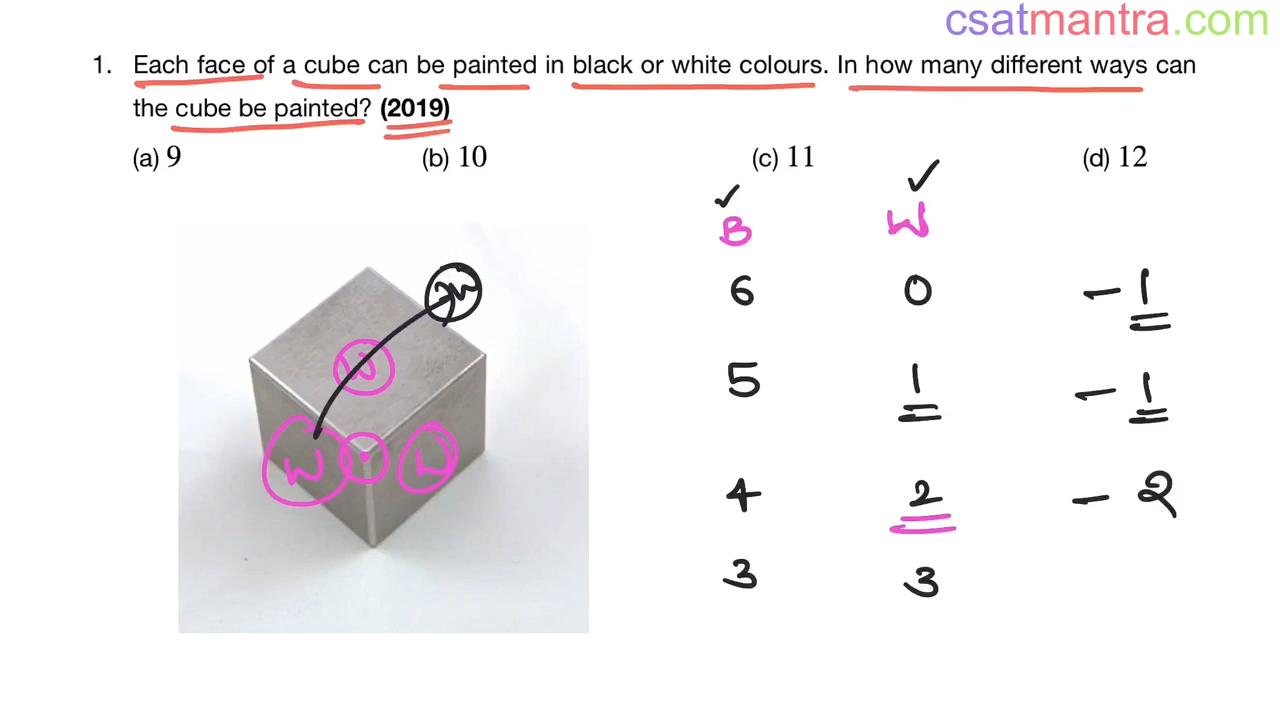 csatmantra.com
1. Each face of a cube can be painted in black or white colours. In how many different ways can
the cube be painted? (2019)
(a) 9 (b) 10 (c) 11 (d) 12
B W
6 0 - 1
5 1 - 1
4 2 - 2
3 3
W
W W